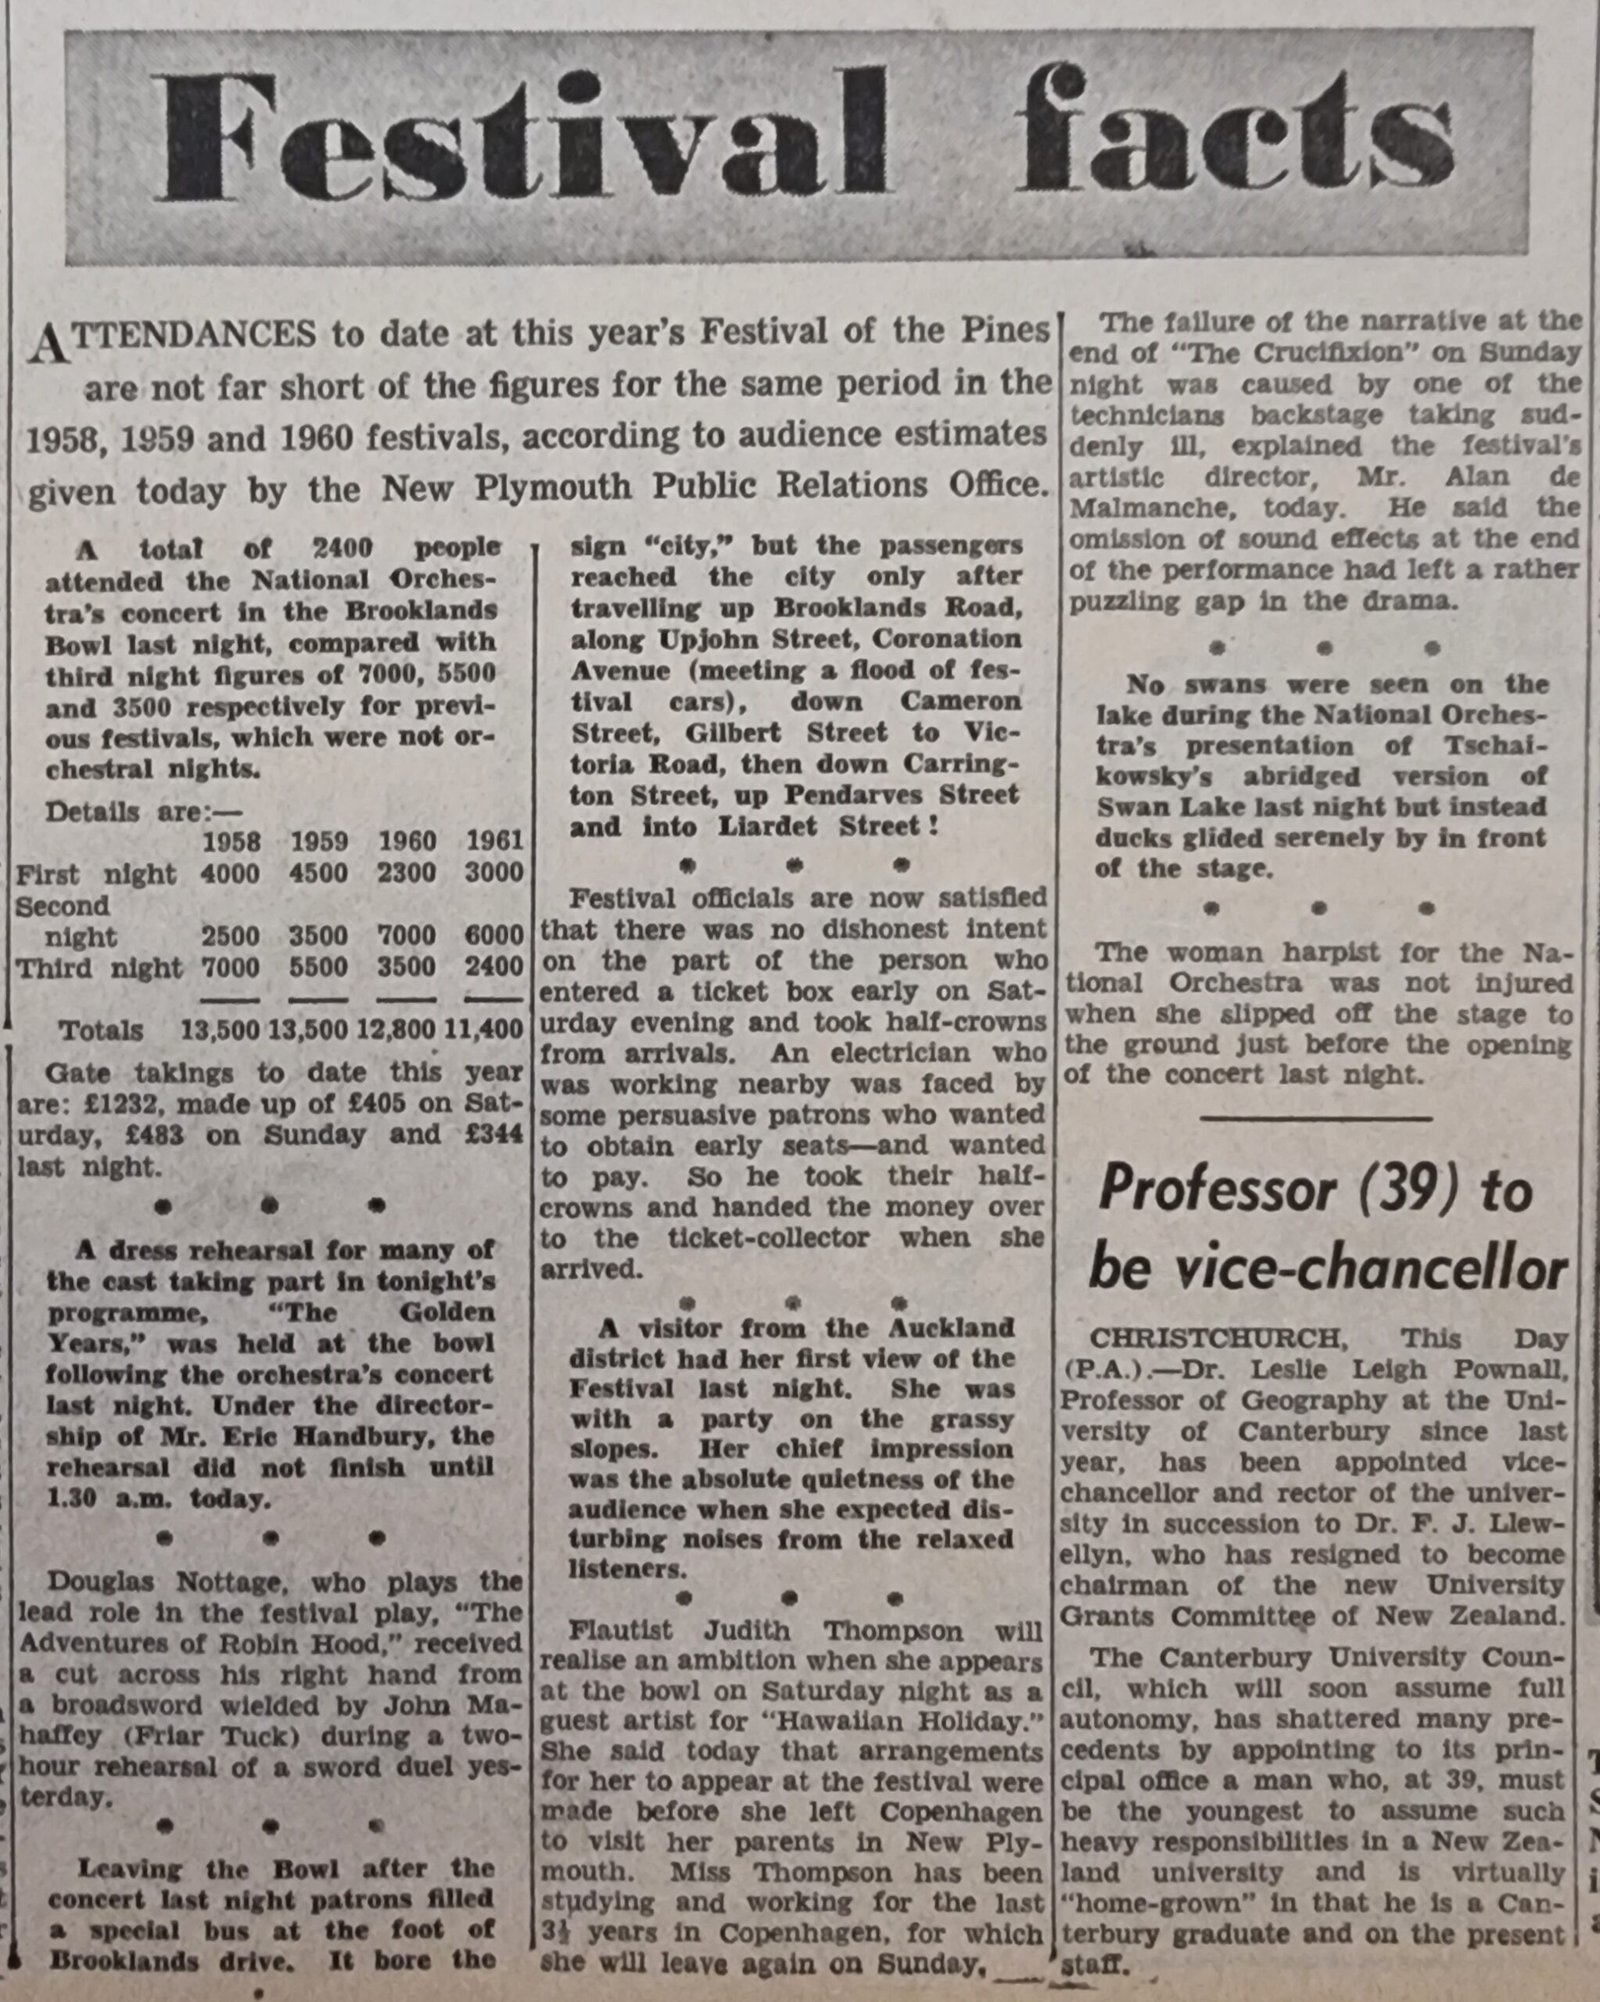 Festival facts
ATTENDANCES to date at this year's Festival of the Pines
are not far short of the figures for the same period in the
1958, 1959 and 1960 festivals, according to audience estimates
given today by the New Plymouth Public Relations Office.
A total of 2400 people
attended the National Orches-
tra's concert in the Brooklands
Bowl last night, compared with
third night figures of 7000, 5500
and 3500 respectively for previ-
ous festivals, which were not or-
chestral nights.
Details are:—
1958 1959 1960 1961
First night 4000 4500 2300 3000
Second
night 2500 3500 7000 6000
Third night 7000 5500 3500 2400
Totals 13,500 13,500 12,800 11,400
Gate takings to date this year
are: £1232, made up of £405 on Sat-
urday, £483 on Sunday and £344
last night.
A dress rehearsal for many of
the cast taking part in tonight's
programme, "The Golden
Years," was held at the bowl
following the orchestra's concert
last night. Under the director-
ship of Mr. Eric Handbury, the
rehearsal did not finish until
1.30 a.m. today.
Douglas Nottage, who plays the
lead role in the festival play, "The
Adventures of Robin Hood," received
a cut across his right hand from
a broadsword wielded by John Ma-
haffey (Friar Tuck) during a two-
hour rehearsal of a sword duel yes-
terday.
Leaving the Bowl after the
concert last night patrons filled
a special bus at the foot of
Brooklands drive. It bore the
sign "city," but the passengers
reached the city only after
travelling up Brooklands Road,
along Upjohn Street, Coronation
Avenue (meeting a flood of fes-
tival cars), down Cameron
Street, Gilbert Street to Vic-
toria Road, then down Carring-
ton Street, up Pendarves Street
and into Liardet Street!
Festival officials are now satisfied
that there was no dishonest intent
on the part of the person who
entered a ticket box early on Sat-
urday evening and took half-crowns
from arrivals. An electrician who
was working nearby was faced by
some persuasive patrons who wanted
to obtain early seats—and wanted
to pay. So he took their half-
crowns and handed the money over
to the ticket-collector when she
arrived.
A visitor from the Auckland
district had her first view of the
Festival last night. She was
with a party on the grassy
slopes. Her chief impression
was the absolute quietness of the
audience when she expected dis-
turbing noises from the relaxed
listeners.
Flautist Judith Thompson will
realise an ambition when she appears
at the bowl on Saturday night as a
guest artist for "Hawaiian Holiday."
She said today that arrangements
for her to appear at the festival were
made before she left Copenhagen
to visit her parents in New Ply-
mouth. Miss Thompson has been
studying and working for the last
3½ years in Copenhagen, for which
she will leave again on Sunday.
The failure of the narrative at the
end of "The Crucifixion" on Sunday
night was caused by one of the
technicians backstage taking sud-
denly ill, explained the festival's
artistic director, Mr. Alan de
Malmanche, today. He said the
omission of sound effects at the end
of the performance had left a rather
puzzling gap in the drama.
No swans were seen on the
lake during the National Orches-
tra's presentation of Tschai-
kowsky's abridged version of
Swan Lake last night but instead
ducks glided serenely by in front
of the stage.
The woman harpist for the Na-
tional Orchestra was not injured
when she slipped off the stage to
the ground just before the opening
of the concert last night.
Professor (39) to
be vice-chancellor
CHRISTCHURCH, This Day
(P.A.).—Dr. Leslie Leigh Pownall,
Professor of Geography at the Uni-
versity of Canterbury since last
year, has been appointed vice-
chancellor and rector of the univer-
sity in succession to Dr. F. J. Llew-
ellyn, who has resigned to become
chairman of the new University
Grants Committee of New Zealand.
The Canterbury University Coun-
cil, which will soon assume full
autonomy, has shattered many pre-
cedents by appointing to its prin-
cipal office a man who, at 39, must
be the youngest to assume such
heavy responsibilities in a New Zea-
land university and is virtually
"home-grown" in that he is a Can-
terbury graduate and on the present
staff.